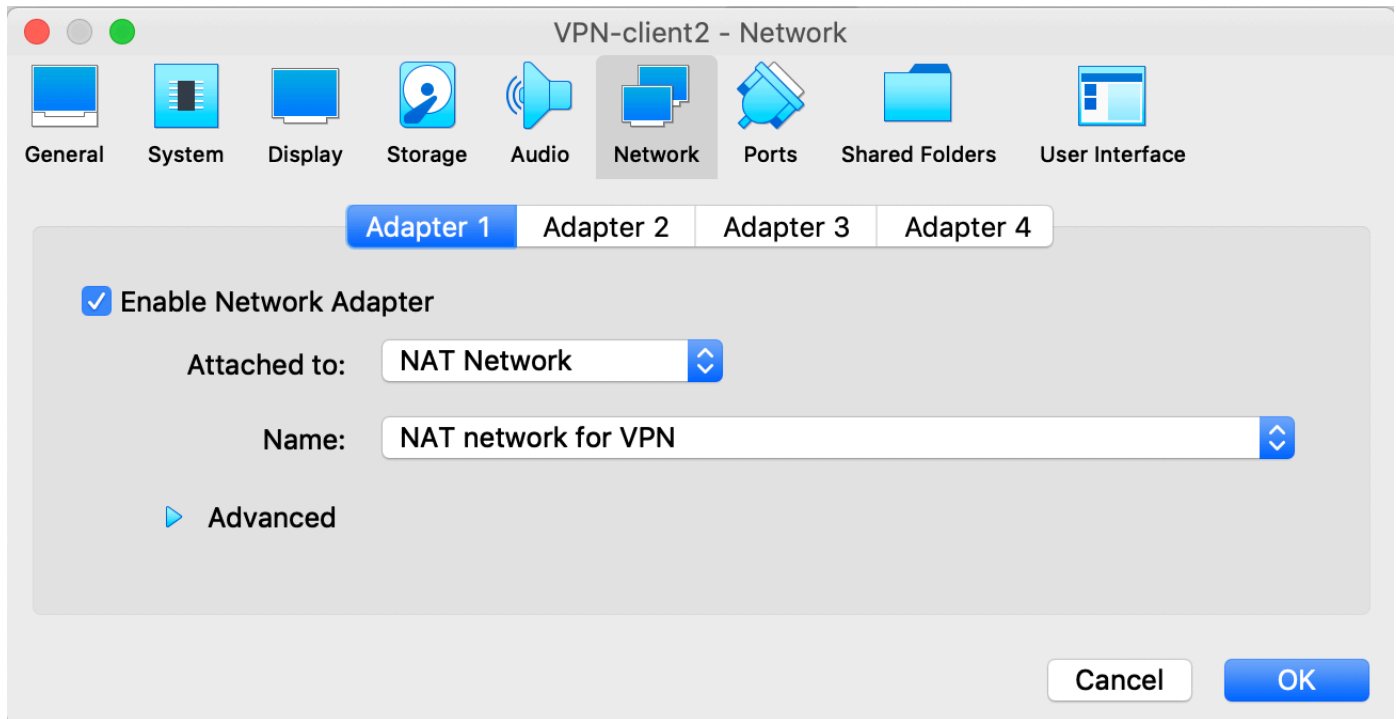 VPN-client2 - Network
General System Display Storage Audio Network Ports Shared Folders User Interface
Adapter 1 Adapter 2 Adapter 3 Adapter 4
Enable Network Adapter
Attached to: NAT Network
Name: NAT network for VPN
Advanced
Cancel OK